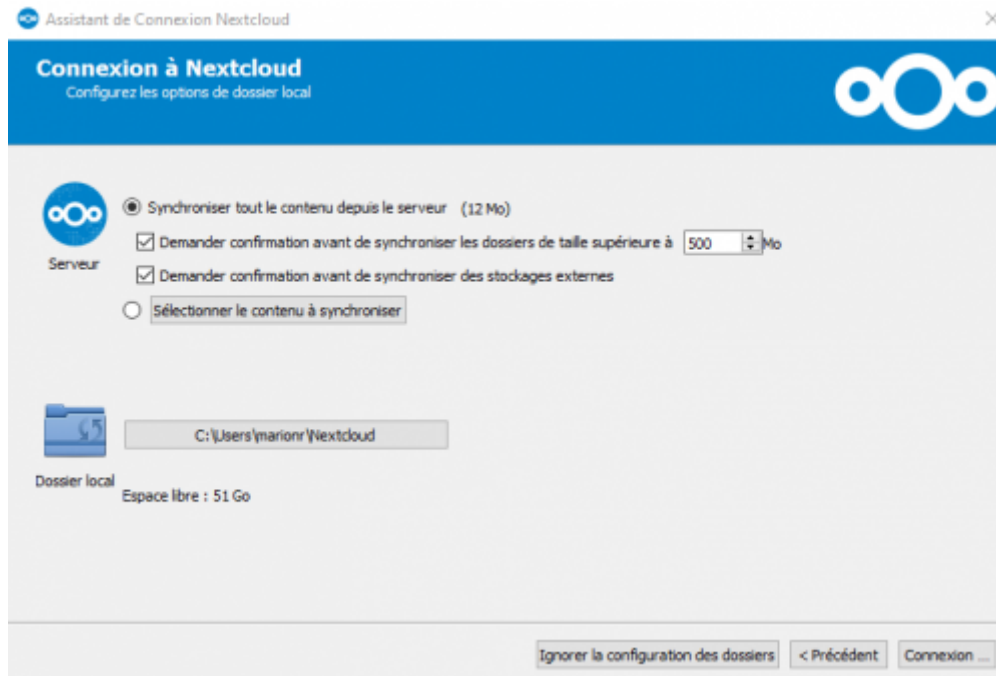 Assistant de Connexion Nextcloud
Connexion à Nextcloud
Configurez les options de dossier local
Synchroniser tout le contenu depuis le serveur (12 Mo)
Demander confirmation avant de synchroniser les dossiers de taille supérieure à 500 Mo
Serveur
Demander confirmation avant de synchroniser des stockages externes
Sélectionner le contenu à synchroniser
C:\Users\marionr\Nextcloud
Dossier local
Espace libre : 51 Go
Ignorer la configuration des dossiers < Précédent Connexion ...